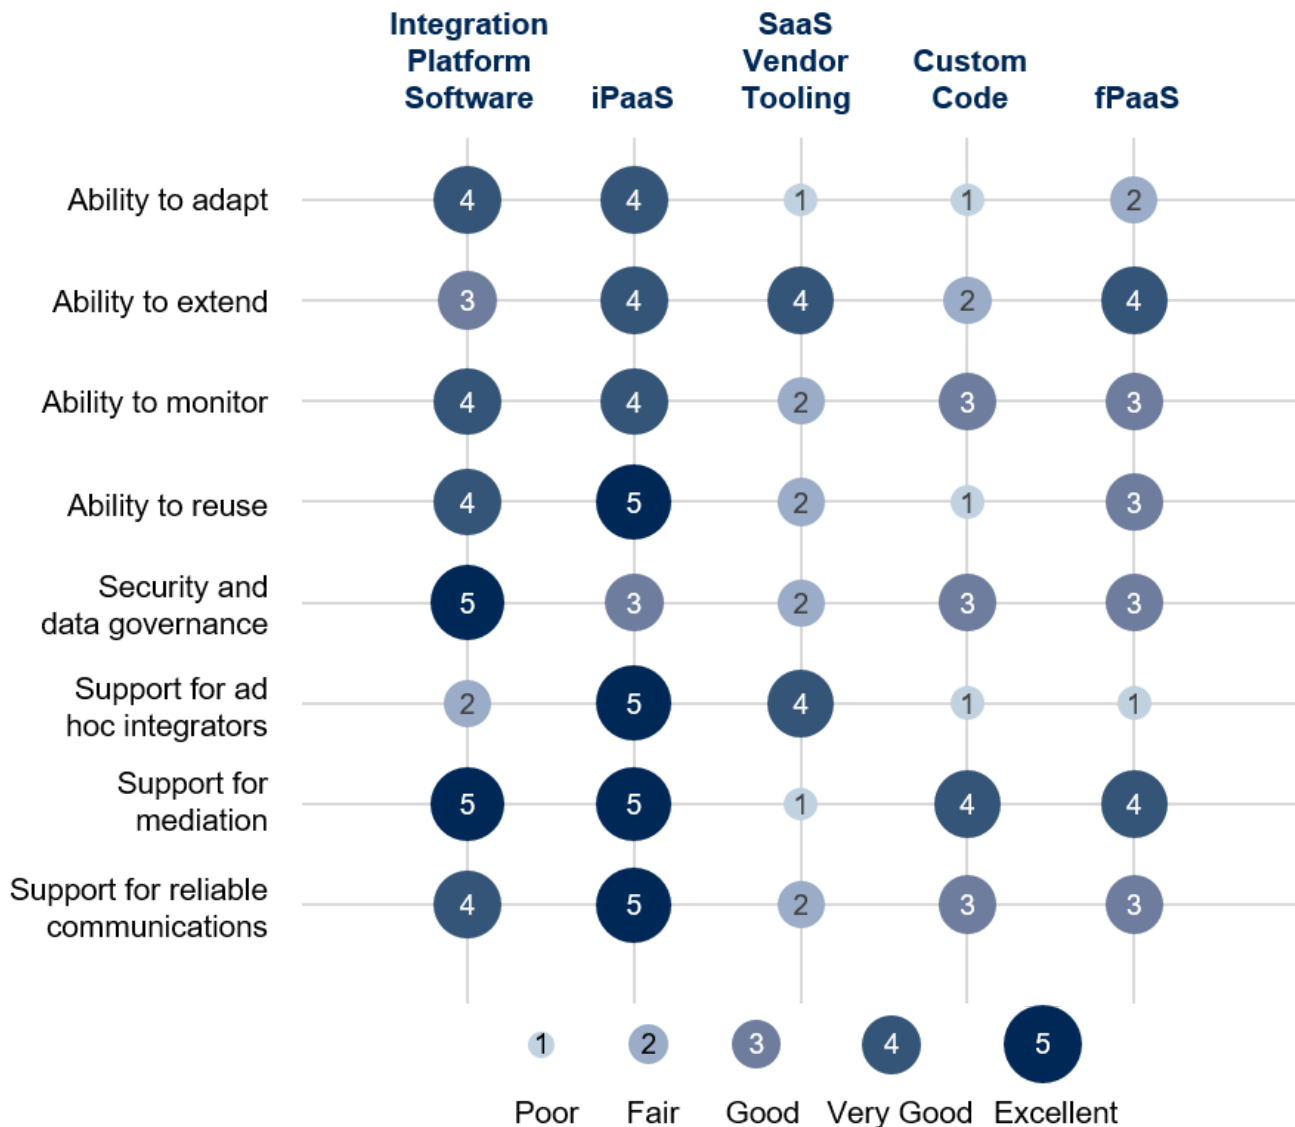 Integration
Platform
Software
iPaaS
SaaS
Vendor
Tooling
Custom
Code
fPaaS
Ability to adapt
4 4 1 1 2
Ability to extend
3 4 4 2 4
Ability to monitor
4 4 2 3 3
Ability to reuse
4 5 2 1 3
Security and
data governance
5 3 2 3 3
Support for ad
hoc integrators
2 5 4 1 1
Support for
mediation
5 5 1 4 4
Support for reliable
communications
4 5 2 3 3
1 2 3 4 5
Poor Fair Good Very Good Excellent